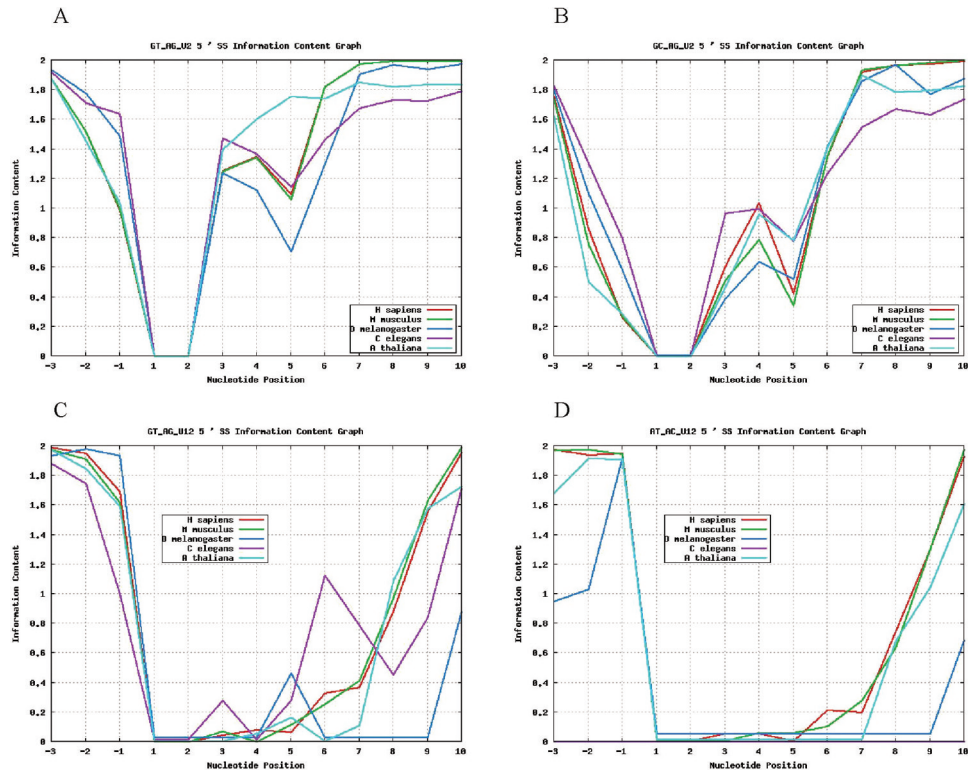 A
B
GT_AG_U2 5 ' SS Information Content Graph
GC_AG_U2 5 ' SS Information Content Graph
Information Content
2
1.8
1.6
1.4
1.2
1
0.8
0.6
0.4
0.2
0
-3
-2
-1
1
2
3
4
5
6
7
8
9
10
Nucleotide Position
H sapiens
M musculus
D melanogaster
C elegans
A thaliana
Information Content
2
1.8
1.6
1.4
1.2
1
0.8
0.6
0.4
0.2
0
-3
-2
-1
1
2
3
4
5
6
7
8
9
10
Nucleotide Position
H sapiens
M musculus
D melanogaster
C elegans
A thaliana
C
D
GT_AG_U12 5 ' SS Information Content Graph
AT_AC_U12 5 ' SS Information Content Graph
Information Content
2
1.8
1.6
1.4
1.2
1
0.8
0.6
0.4
0.2
0
-3
-2
-1
1
2
3
4
5
6
7
8
9
10
Nucleotide Position
H sapiens
M musculus
D melanogaster
C elegans
A thaliana
Information Content
2
1.8
1.6
1.4
1.2
1
0.8
0.6
0.4
0.2
0
-3
-2
-1
1
2
3
4
5
6
7
8
9
10
Nucleotide Position
H sapiens
M musculus
D melanogaster
C elegans
A thaliana